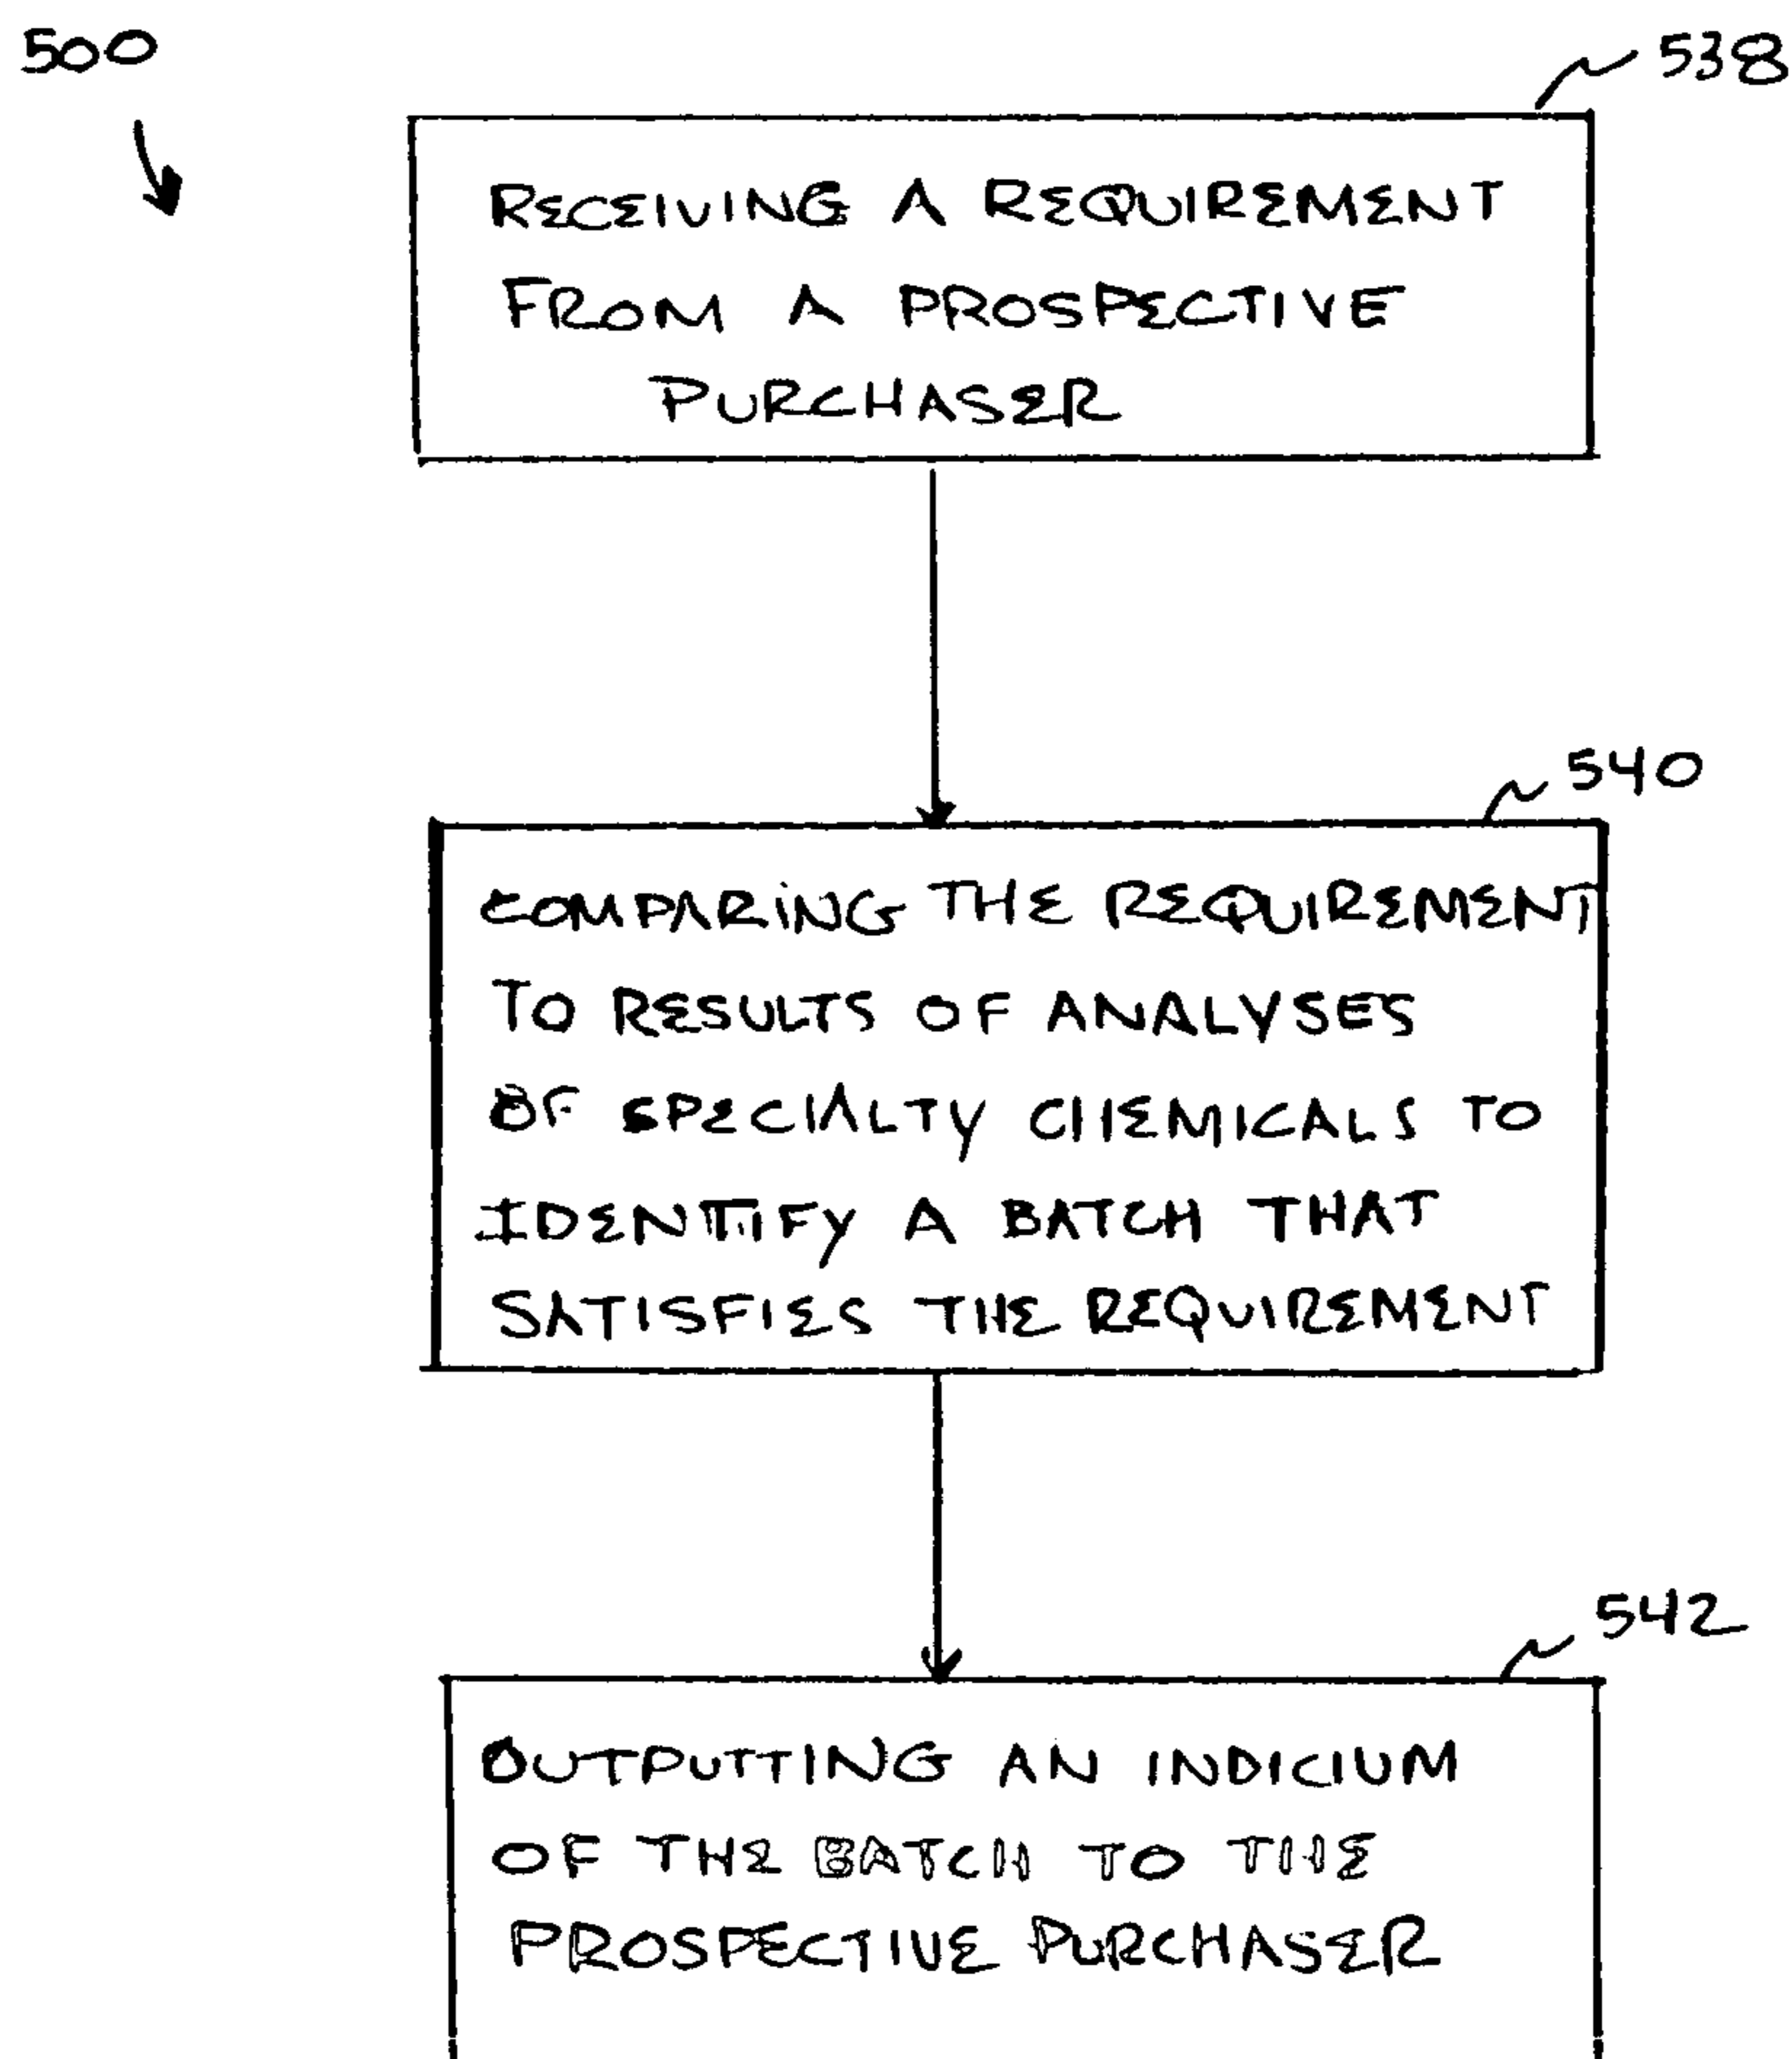 500
538
RECEIVING A REQUIREMENT
FROM A PROSPECTIVE
PURCHASER
540
COMPARING THE REQUIREMENT
TO RESULTS OF ANALYSES
OF SPECIALTY CHEMICALS TO
IDENTIFY A BATCH THAT
SATISFIES THE REQUIREMENT
542
OUTPUTTING AN INDICIUM
OF THE BATCH TO THE
PROSPECTIVE PURCHASER